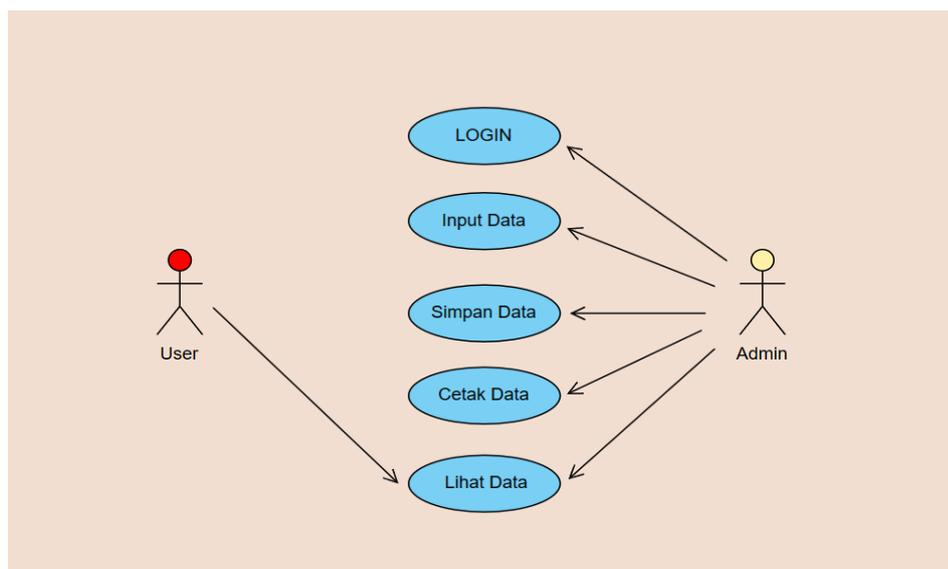 LOGIN
Input Data
Simpan Data
User
Admin
Cetak Data
Lihat Data